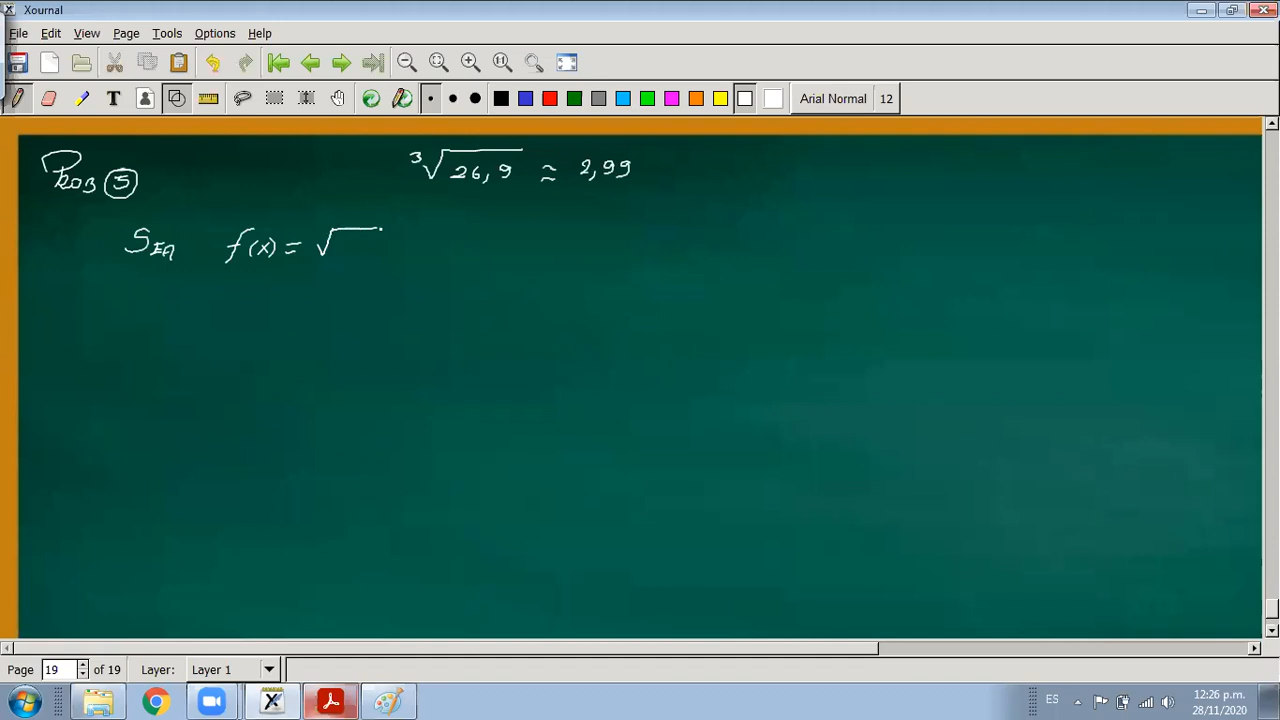 Xournal
File Edit View Page Tools Options Help
Arial Normal 12
Prob 5 ³√26,9 ≈ 2,99
Sea f(x) = √
Page 19 of 19 Layer: Layer 1
ES 12:26 p.m.
28/11/2020